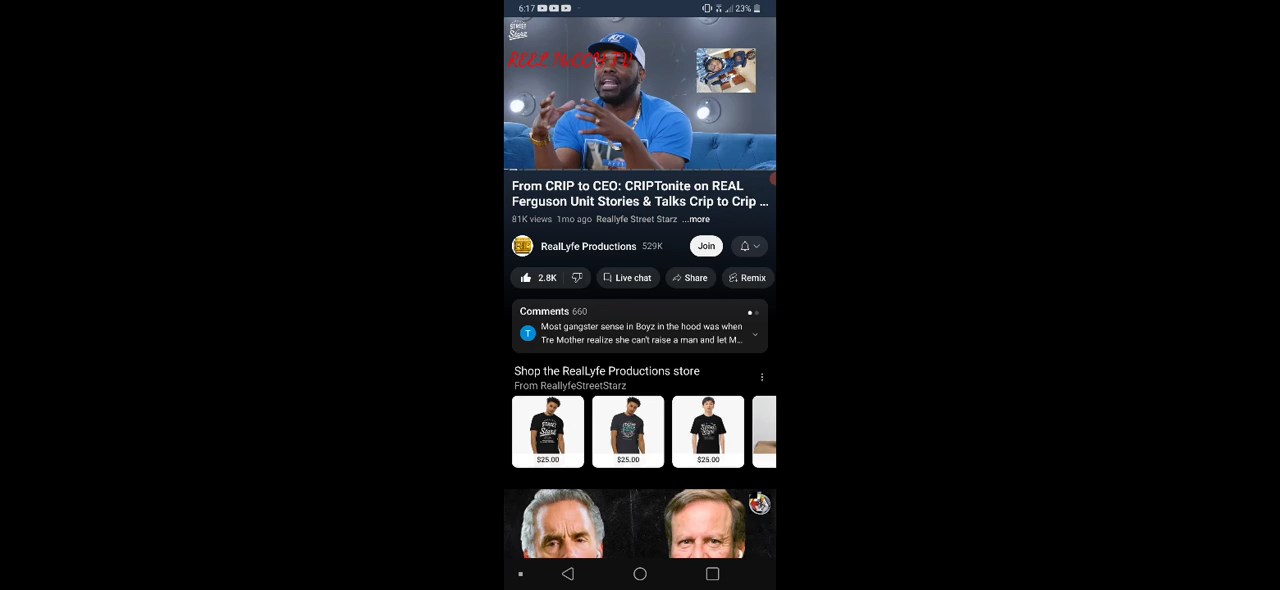 6:17
23%
STREET
Starz
REEL McCOY TV
From CRIP to CEO: CRIPTonite on REAL
Ferguson Unit Stories & Talks Crip to Crip ...
81K views 1mo ago Reallyfe Street Starz ...more
RealLyfe Productions 529K
Join
2.8K
Live chat
Share
Remix
Comments 660
T
Most gangster sense in Boyz in the hood was when
Tre Mother realize she can't raise a man and let M...
Shop the RealLyfe Productions store
From ReallyfeStreetStarz
$25.00
$25.00
$25.00